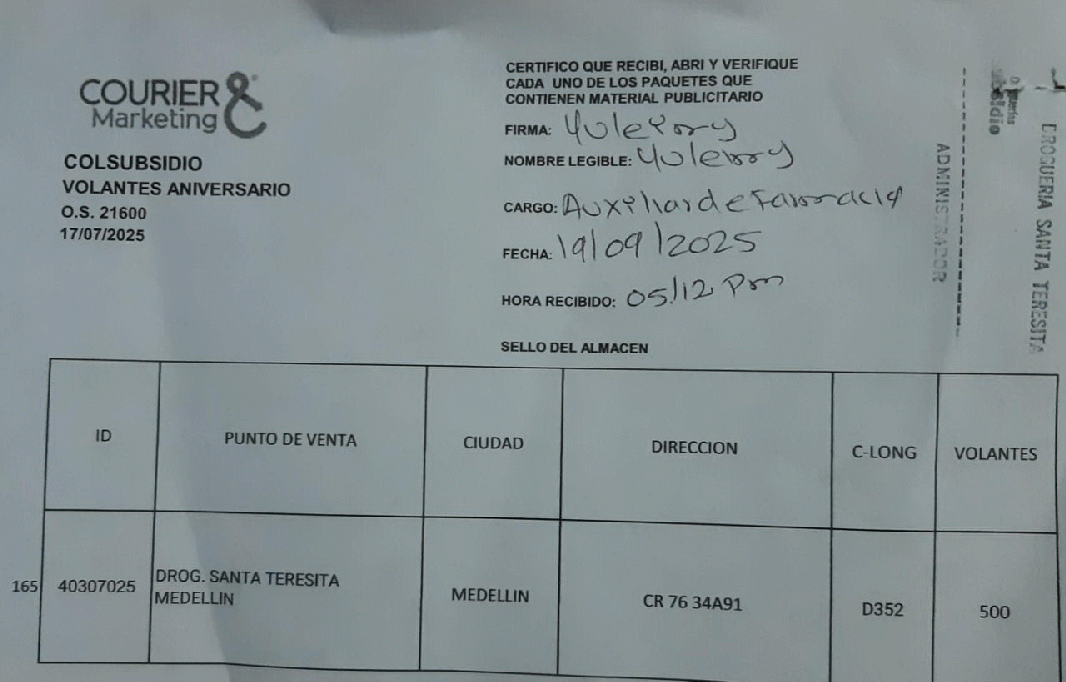 COURIER &
Marketing
COLSUBSIDIO
VOLANTES ANIVERSARIO
O.S. 21600
17/07/2025
CERTIFICO QUE RECIBI, ABRI Y VERIFIQUE
CADA UNO DE LOS PAQUETES QUE
CONTIENEN MATERIAL PUBLICITARIO
FIRMA:
NOMBRE LEGIBLE:
CARGO: Auxiliar de Farmacia
FECHA: 19/09/2025
HORA RECIBIDO: 05/12 Pm
SELLO DEL ALMACEN
DROGUERIA SANTA TERESITA
ADMINISTRADOR
ID PUNTO DE VENTA CIUDAD DIRECCION C-LONG VOLANTES
165 40307025 DROG. SANTA TERESITA
MEDELLIN MEDELLIN CR 76 34A91 D352 500